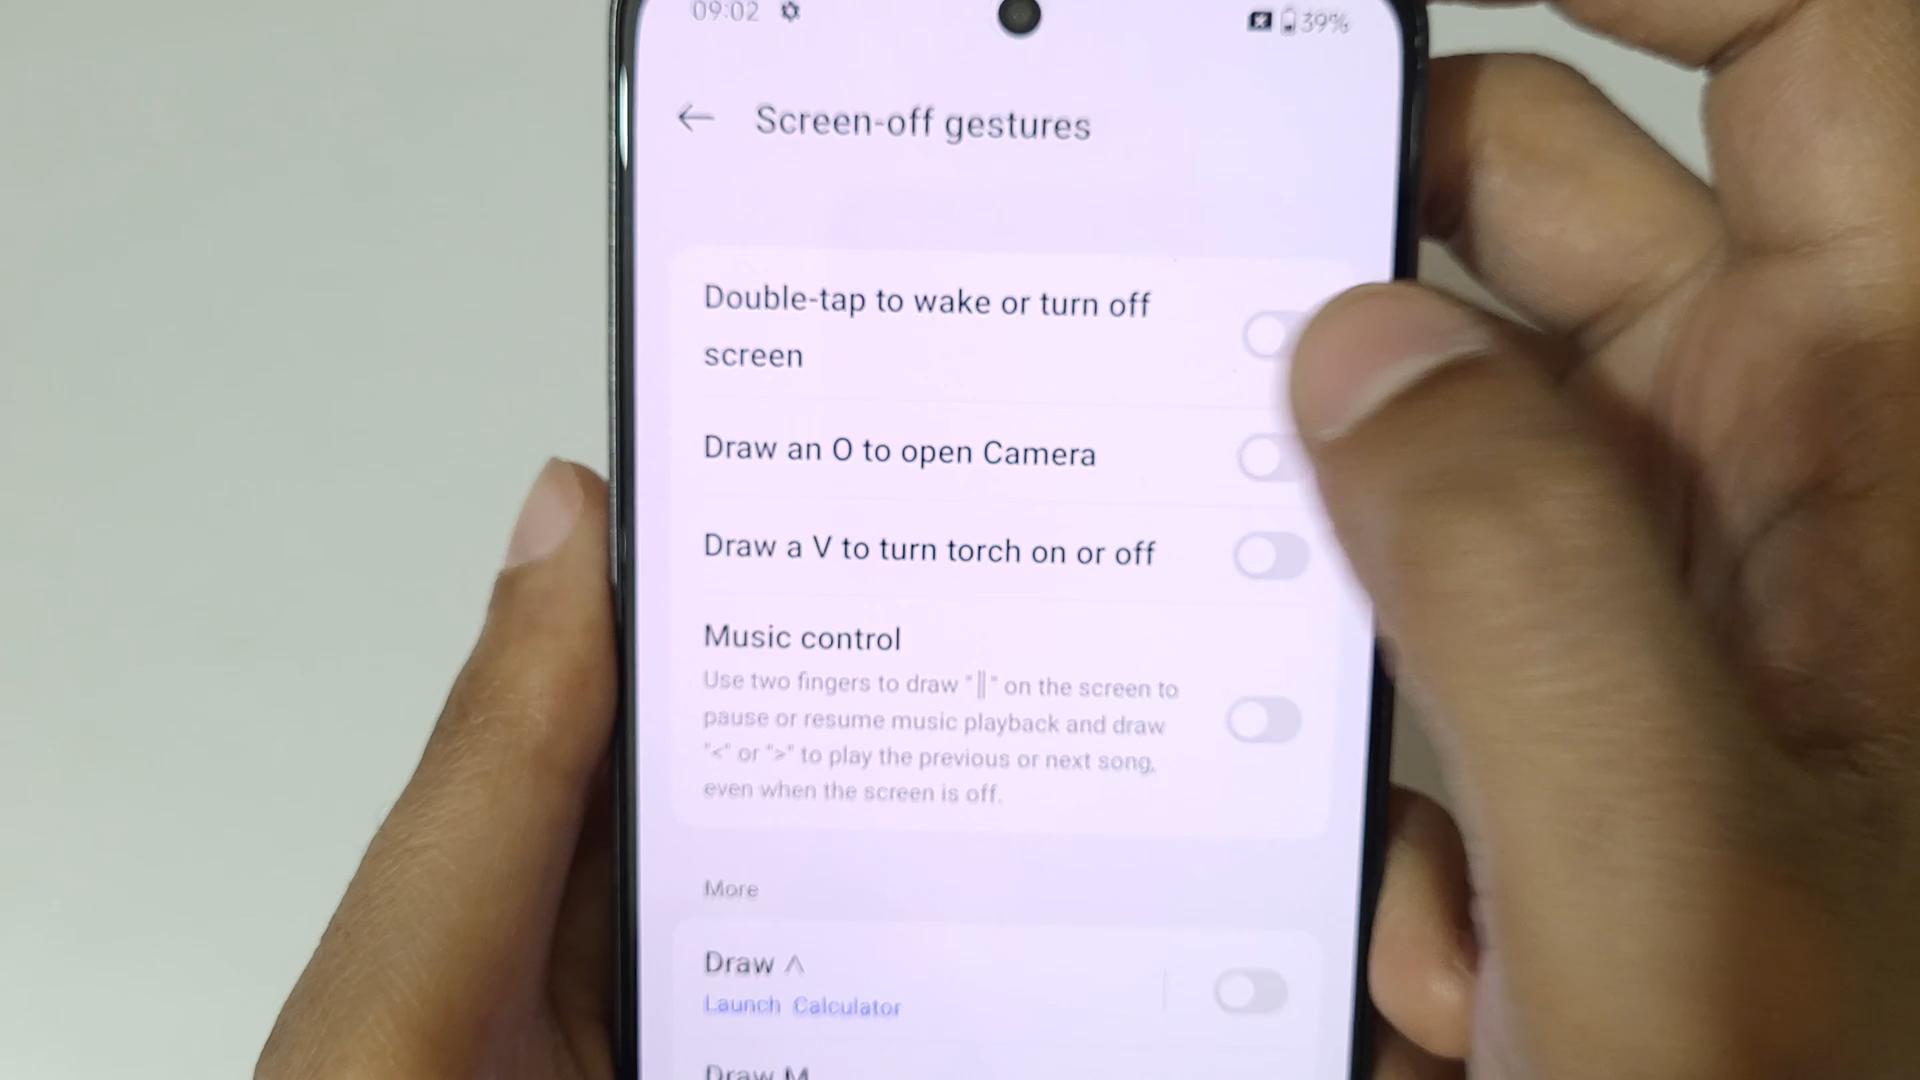 09:02
39%
Screen-off gestures
Double-tap to wake or turn off
screen
Draw an O to open Camera
Draw a V to turn torch on or off
Music control
Use two fingers to draw "||" on the screen to
pause or resume music playback and draw
"<" or ">" to play the previous or next song,
even when the screen is off.
More
Draw ∧
Launch Calculator
Draw M